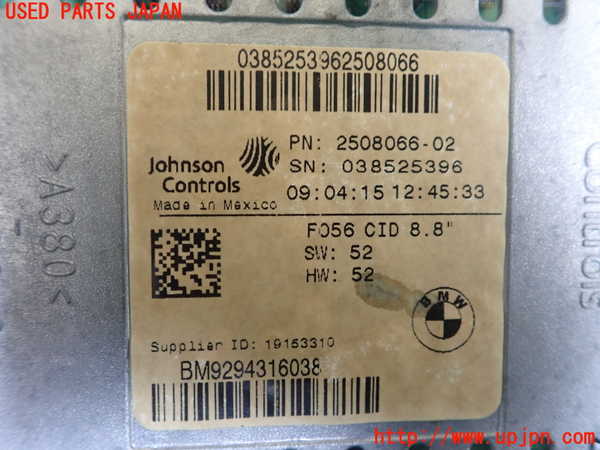 USED PARTS JAPAN
0385253962508066
Johnson Controls
PN: 2508066-02
SN: 038525396
09:04:15 12:45:33
Made in Mexico
F056 CID 8.8"
SW: 52
HW: 52
BMW
Supplier ID: 19153310
BM9294316038
>A380<
Controls
http://www.upjpn.com